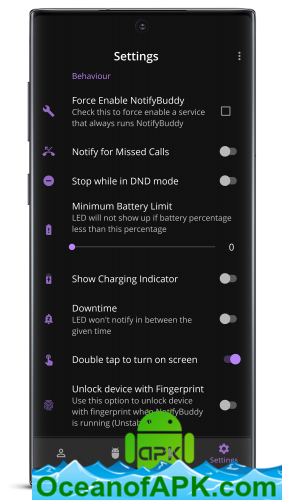 Settings
Behaviour
Force Enable NotifyBuddy
Check this to force enable a service
that always runs NotifyBuddy
Notify for Missed Calls
Stop while in DND mode
Minimum Battery Limit
LED will not show up if battery percentage
less than this percentage
0
Show Charging Indicator
Downtime
LED won't notify in between the
given time
Double tap to turn on screen
Unlock device with Fingerprint
Use this option to unlock device
with fingerprint when NotifyBuddy
is running
APK
Settings
OceanofAPK.com